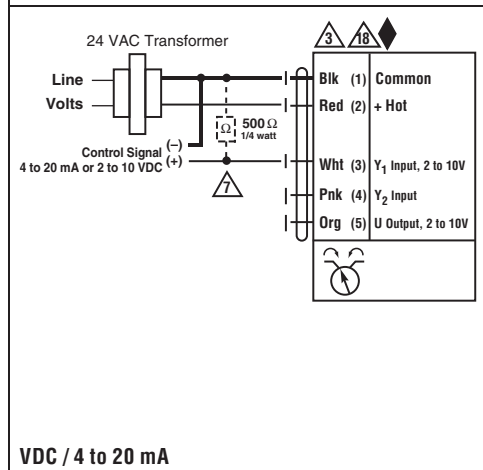 24 VAC Transformer
3 18
Line
Volts
Blk (1) Common
Red (2) + Hot
Ω 500 Ω
1/4 watt
Control Signal (–)
4 to 20 mA or 2 to 10 VDC (+)
7
Wht (3) Y₁ Input, 2 to 10V
Pnk (4) Y₂ Input
Org (5) U Output, 2 to 10V
VDC / 4 to 20 mA